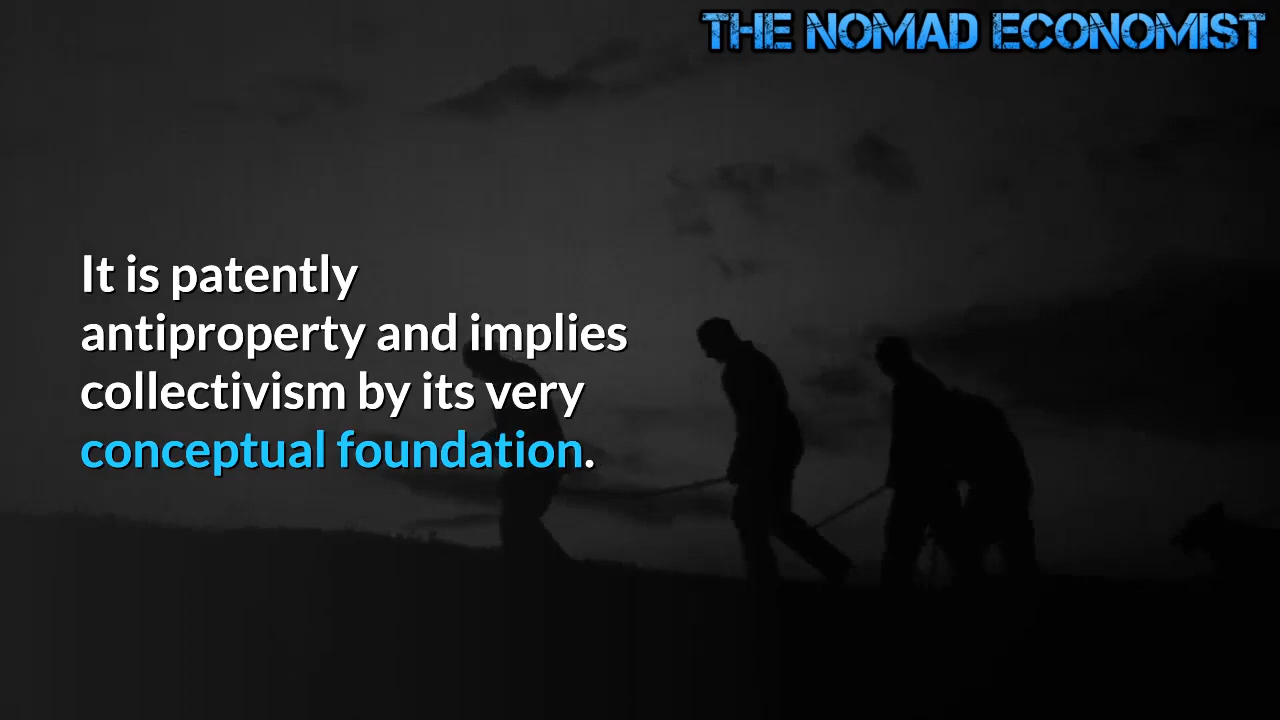 THE NOMAD ECONOMIST
It is patently
antiproperty and implies
collectivism by its very
conceptual foundation.